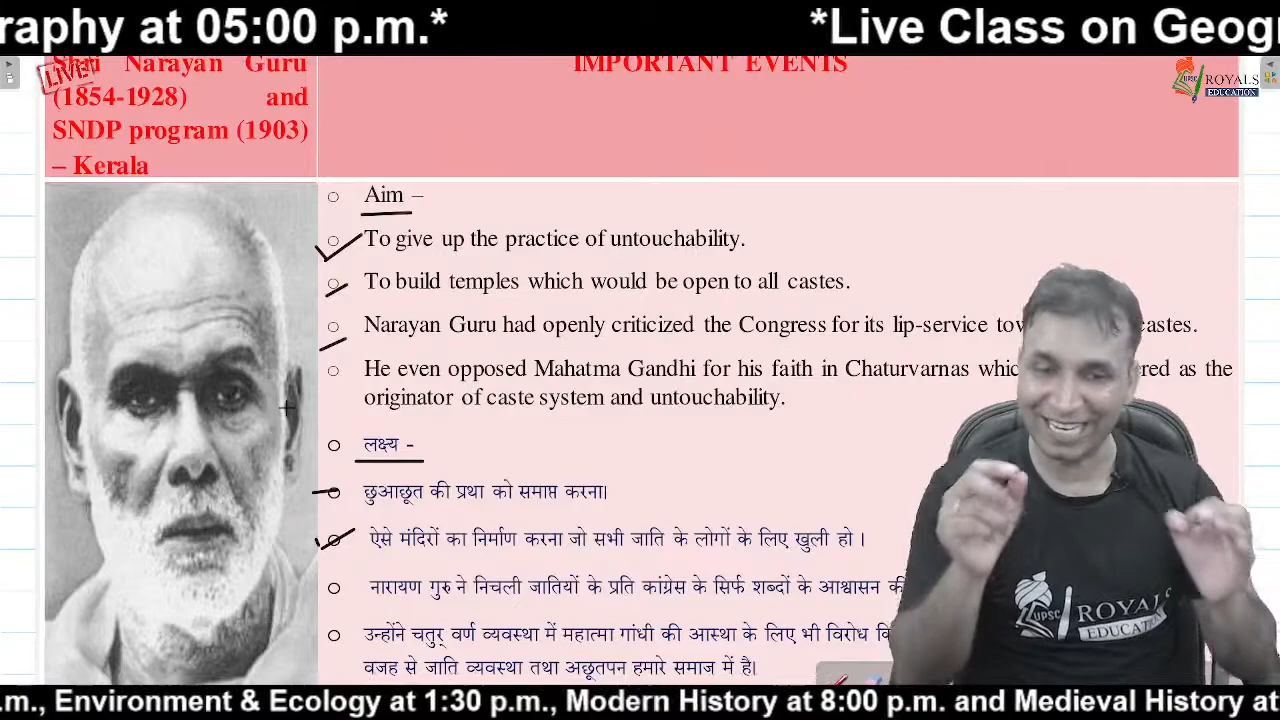 raphy at 05:00 p.m.* *Live Class on Geog
LIVE!
Shri Narayan Guru
(1854-1928) and
SNDP program (1903)
– Kerala
IMPORTANT EVENTS
UPSC ROYALS
EDUCATION
Aim –
To give up the practice of untouchability.
To build temples which would be open to all castes.
Narayan Guru had openly criticized the Congress for its lip-service castes.
He even opposed Mahatma Gandhi for his faith in Chaturvarnas as the
originator of caste system and untouchability.
लक्ष्य -
छुआछूत की प्रथा को समाप्त करना।
ऐसे मंदिरों का निर्माण करना जो सभी जाति के लोगों के लिए खुली हो ।
नारायण गुरु ने निचली जातियों के प्रति कांग्रेस के सिर्फ शब्दों के आश्वासन की
उन्होंने चतुर् वर्ण व्यवस्था में महात्मा गांधी की आस्था के लिए भी विरोध
वजह से जाति व्यवस्था तथा अछूतपन हमारे समाज में है।
UPSC ROYALS
EDUCATION
.m., Environment & Ecology at 1:30 p.m., Modern History at 8:00 p.m. and Medieval History at